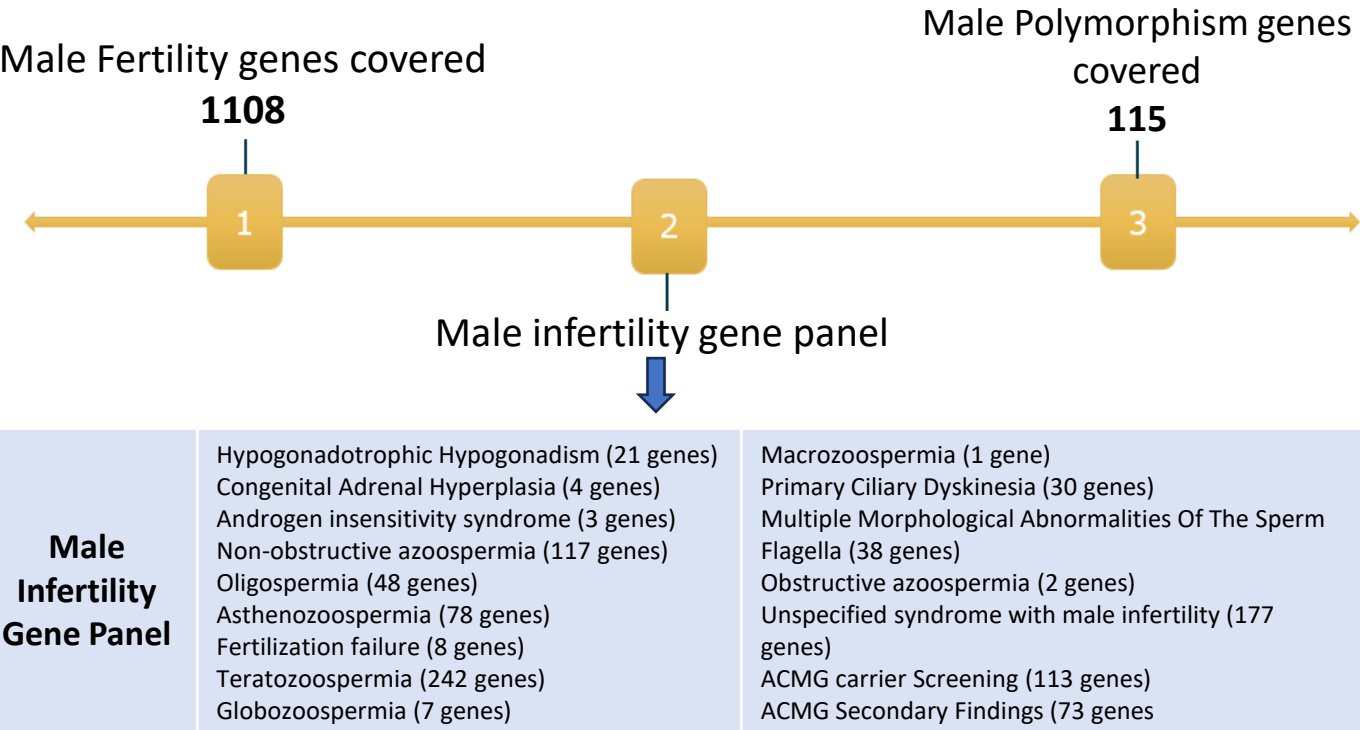 Male Fertility genes covered
1108
Male Polymorphism genes
covered
115
1
2
3
Male infertility gene panel
Male
Infertility
Gene Panel
Hypogonadotrophic Hypogonadism (21 genes)
Congenital Adrenal Hyperplasia (4 genes)
Androgen insensitivity syndrome (3 genes)
Non-obstructive azoospermia (117 genes)
Oligospermia (48 genes)
Asthenozoospermia (78 genes)
Fertilization failure (8 genes)
Teratozoospermia (242 genes)
Globozoospermia (7 genes)
Macrozoospermia (1 gene)
Primary Ciliary Dyskinesia (30 genes)
Multiple Morphological Abnormalities Of The Sperm
Flagella (38 genes)
Obstructive azoospermia (2 genes)
Unspecified syndrome with male infertility (177
genes)
ACMG carrier Screening (113 genes)
ACMG Secondary Findings (73 genes